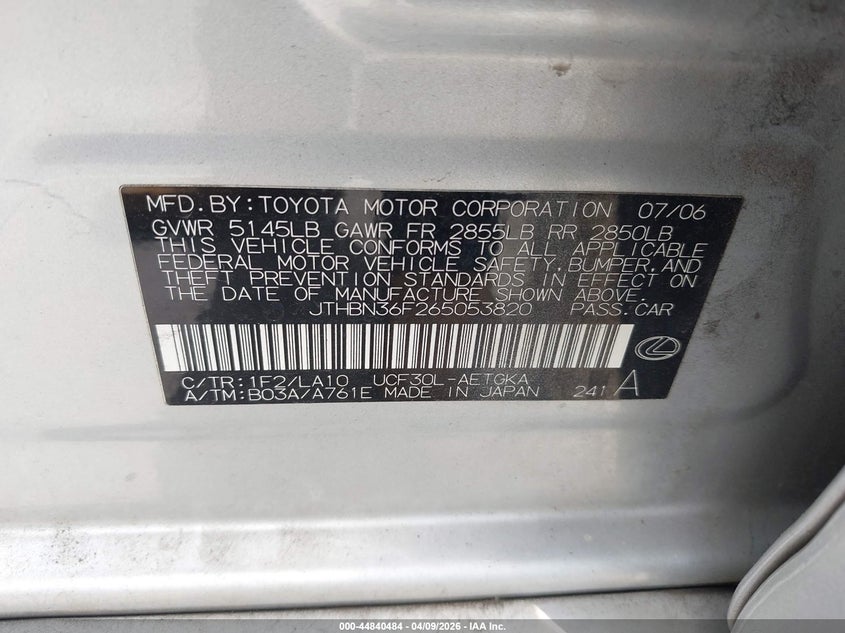 MFD. BY: TOYOTA MOTOR CORPORATION 07/06
GVWR 5145LB GAWR FR 2855LB RR 2850LB
THIS VEHICLE CONFORMS TO ALL APPLICABLE
FEDERAL MOTOR VEHICLE SAFETY, BUMPER, AND
THEFT PREVENTION STANDARDS IN EFFECT ON
THE DATE OF MANUFACTURE SHOWN ABOVE.
JTHBN36F265053820 PASS. CAR
C/TR: 1F2/LA10 UCF30L-AETGKA
A/TM: B03A/A761E MADE IN JAPAN 241 A
000-44840484 - 04/09/2026 - IAA Inc.